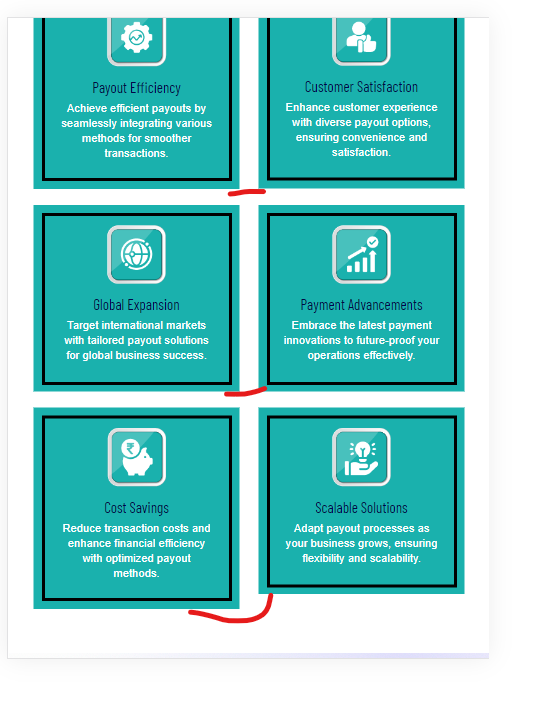 Payout Efficiency
Achieve efficient payouts by
seamlessly integrating various
methods for smoother
transactions.
Customer Satisfaction
Enhance customer experience
with diverse payout options,
ensuring convenience and
satisfaction.
Global Expansion
Target international markets
with tailored payout solutions
for global business success.
Payment Advancements
Embrace the latest payment
innovations to future-proof your
operations effectively.
₹
Cost Savings
Reduce transaction costs and
enhance financial efficiency
with optimized payout
methods.
Scalable Solutions
Adapt payout processes as
your business grows, ensuring
flexibility and scalability.